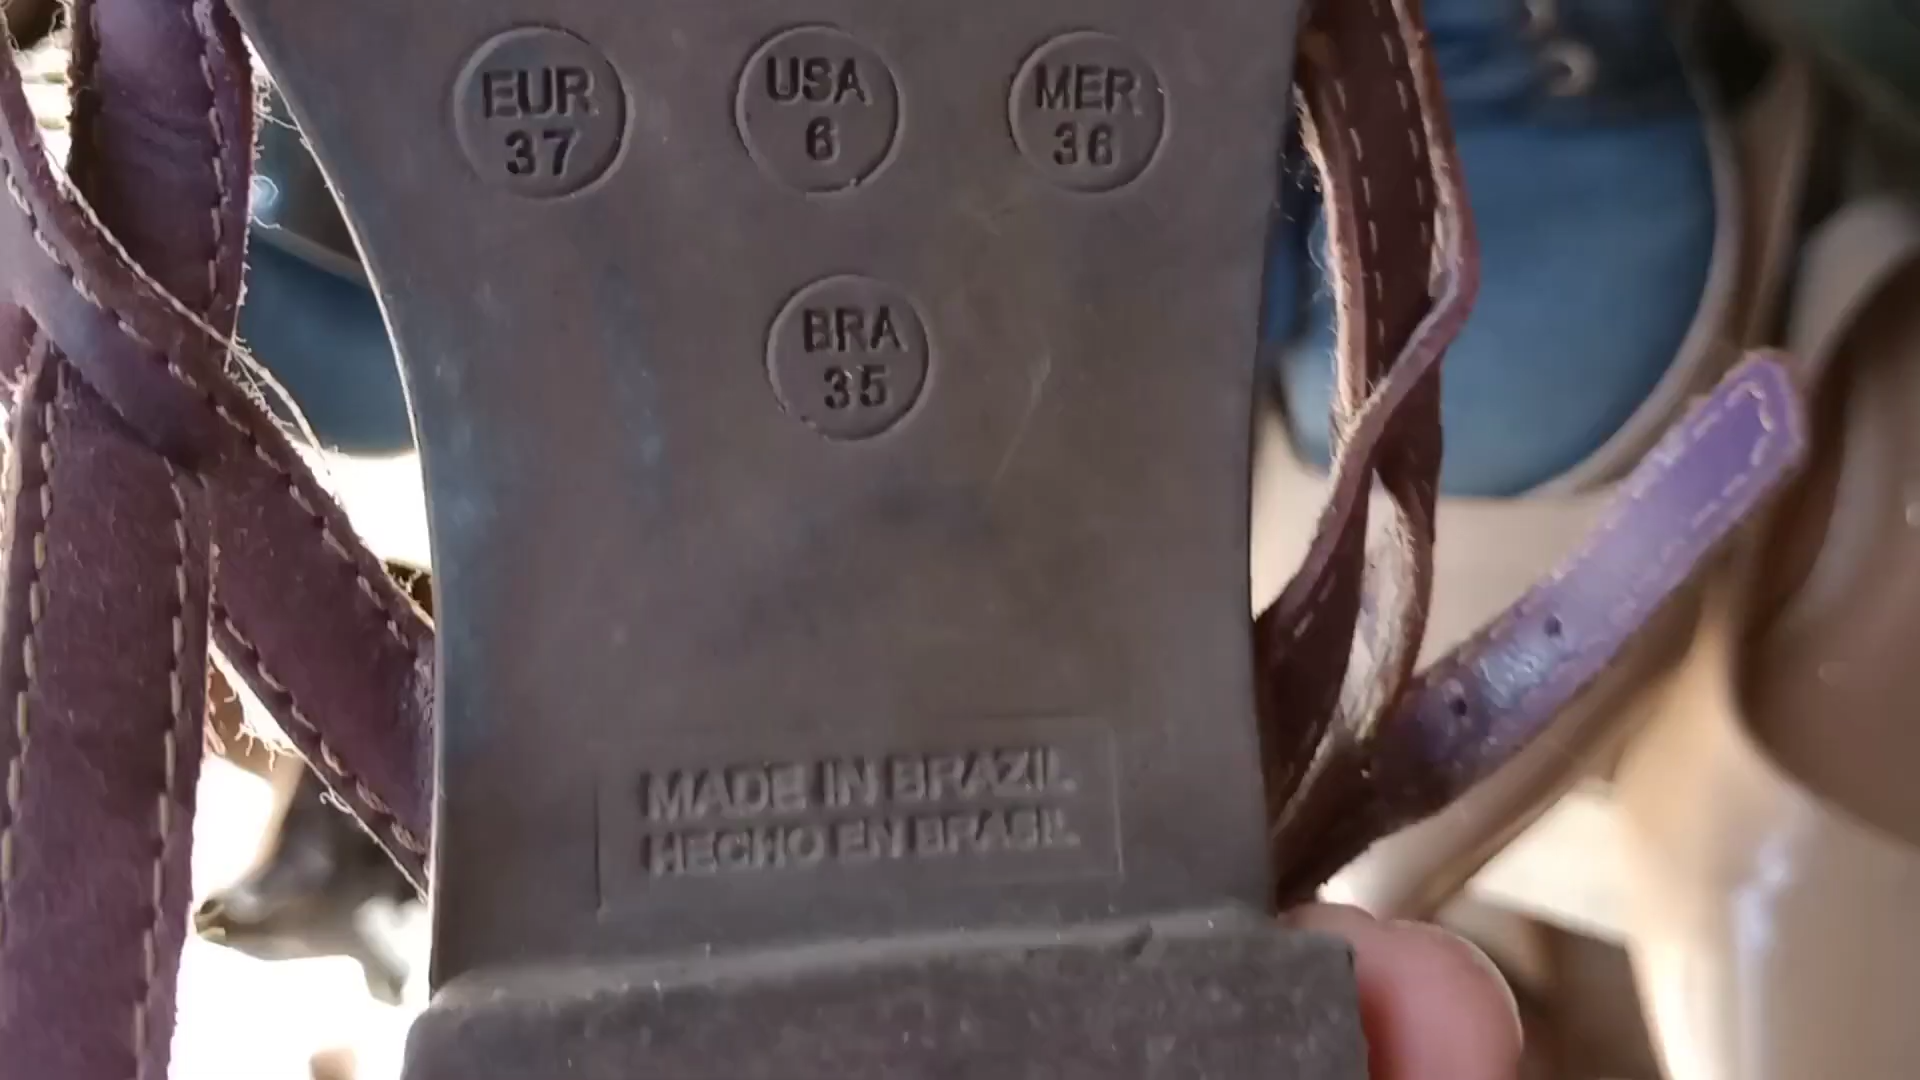 EUR
37
USA
6
MER
36
BRA
35
MADE IN BRAZIL
HECHO EN BRASIL